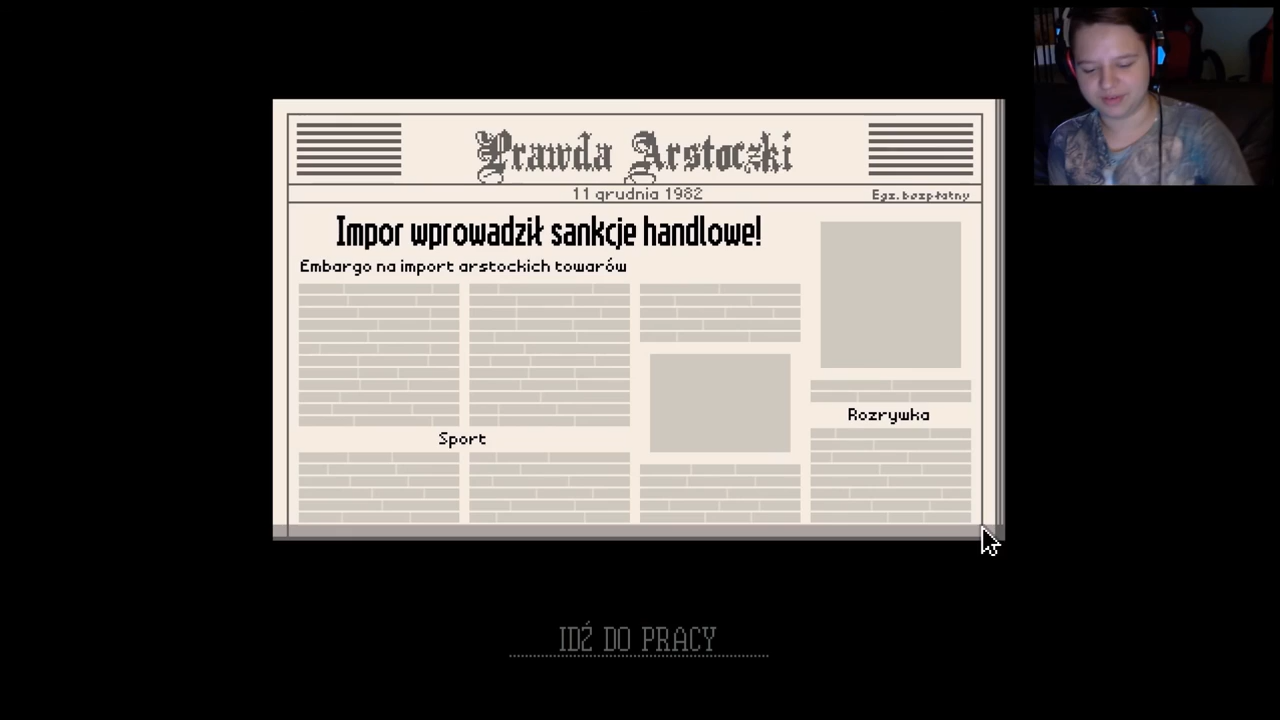 Prawda Arstoczki
11 grudnia 1982
Egz. bezpłatny
Impor wprowadził sankcje handlowe!
Embargo na import arstockich towarów
Sport
Rozrywka
IDŹ DO PRACY